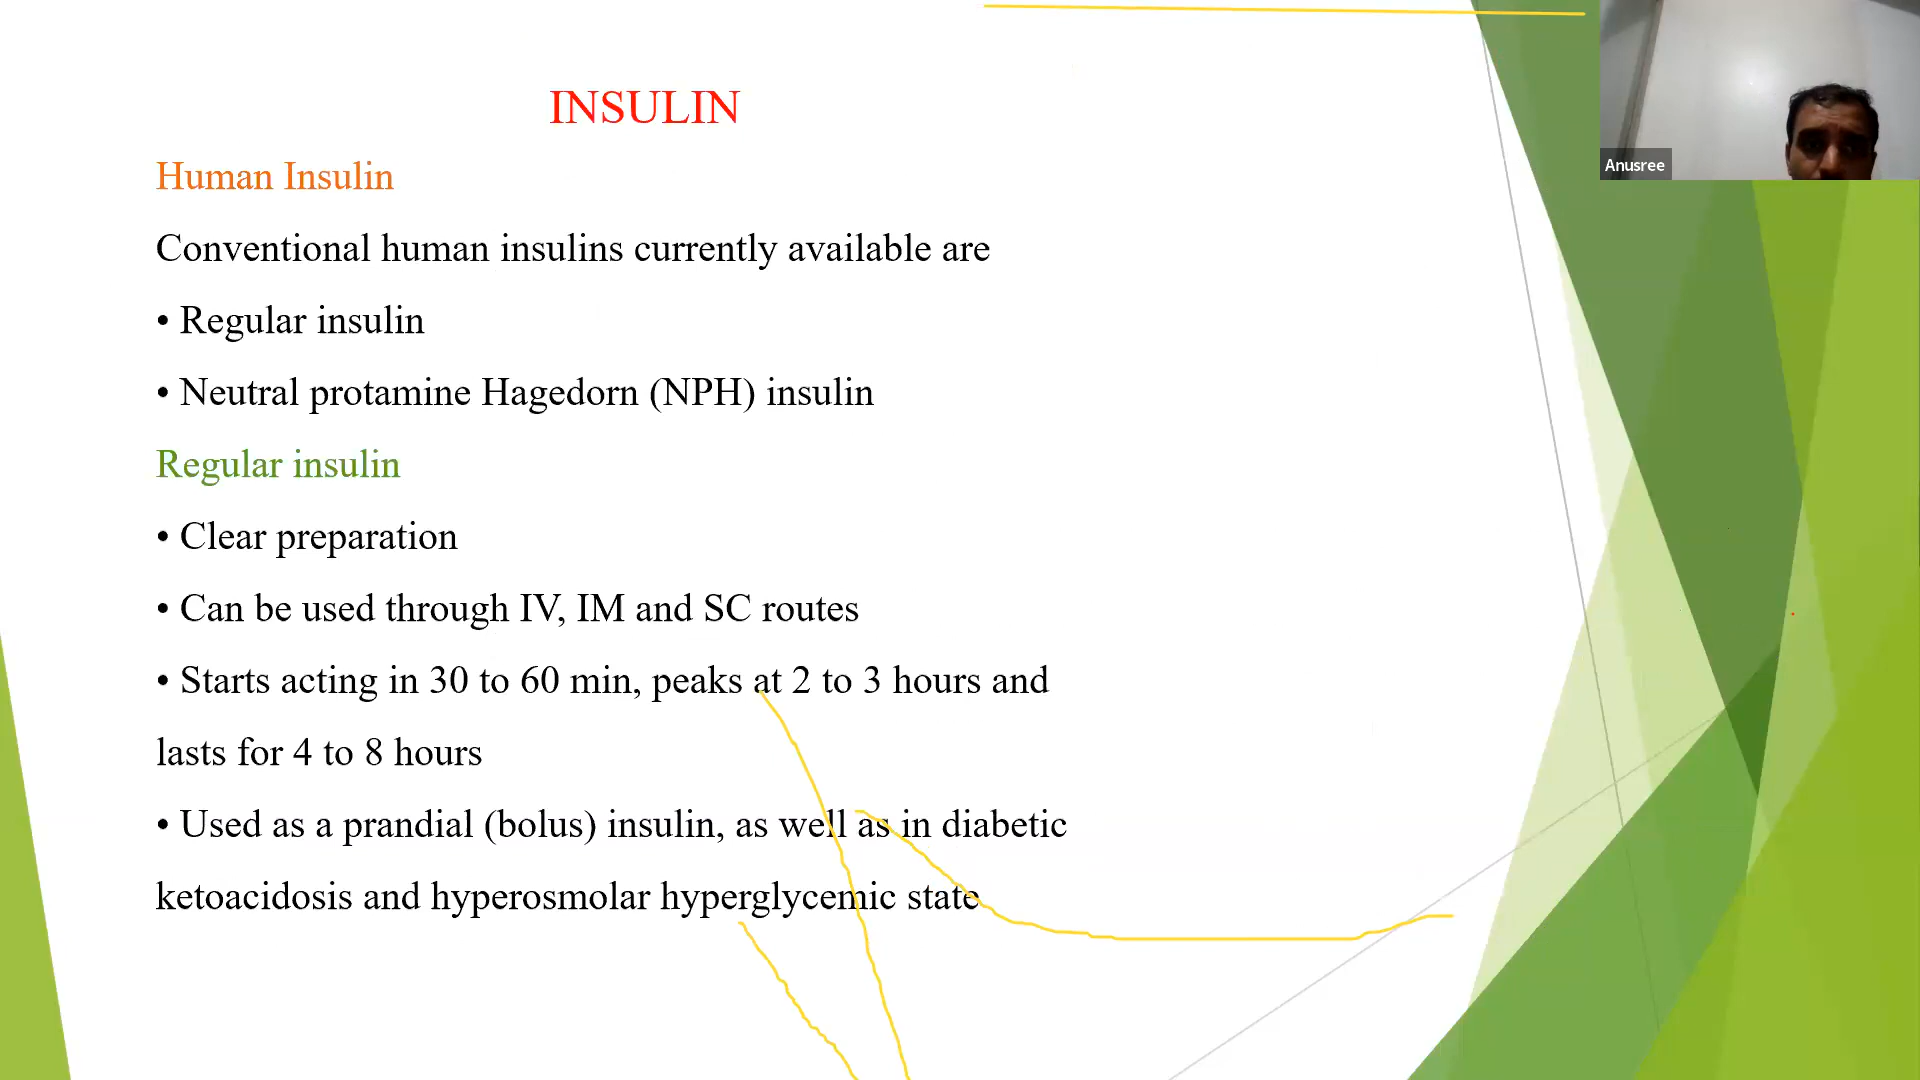 INSULIN
Human Insulin
Conventional human insulins currently available are
• Regular insulin
• Neutral protamine Hagedorn (NPH) insulin
Regular insulin
• Clear preparation
• Can be used through IV, IM and SC routes
• Starts acting in 30 to 60 min, peaks at 2 to 3 hours and
lasts for 4 to 8 hours
• Used as a prandial (bolus) insulin, as well as in diabetic
ketoacidosis and hyperosmolar hyperglycemic state
Anusree